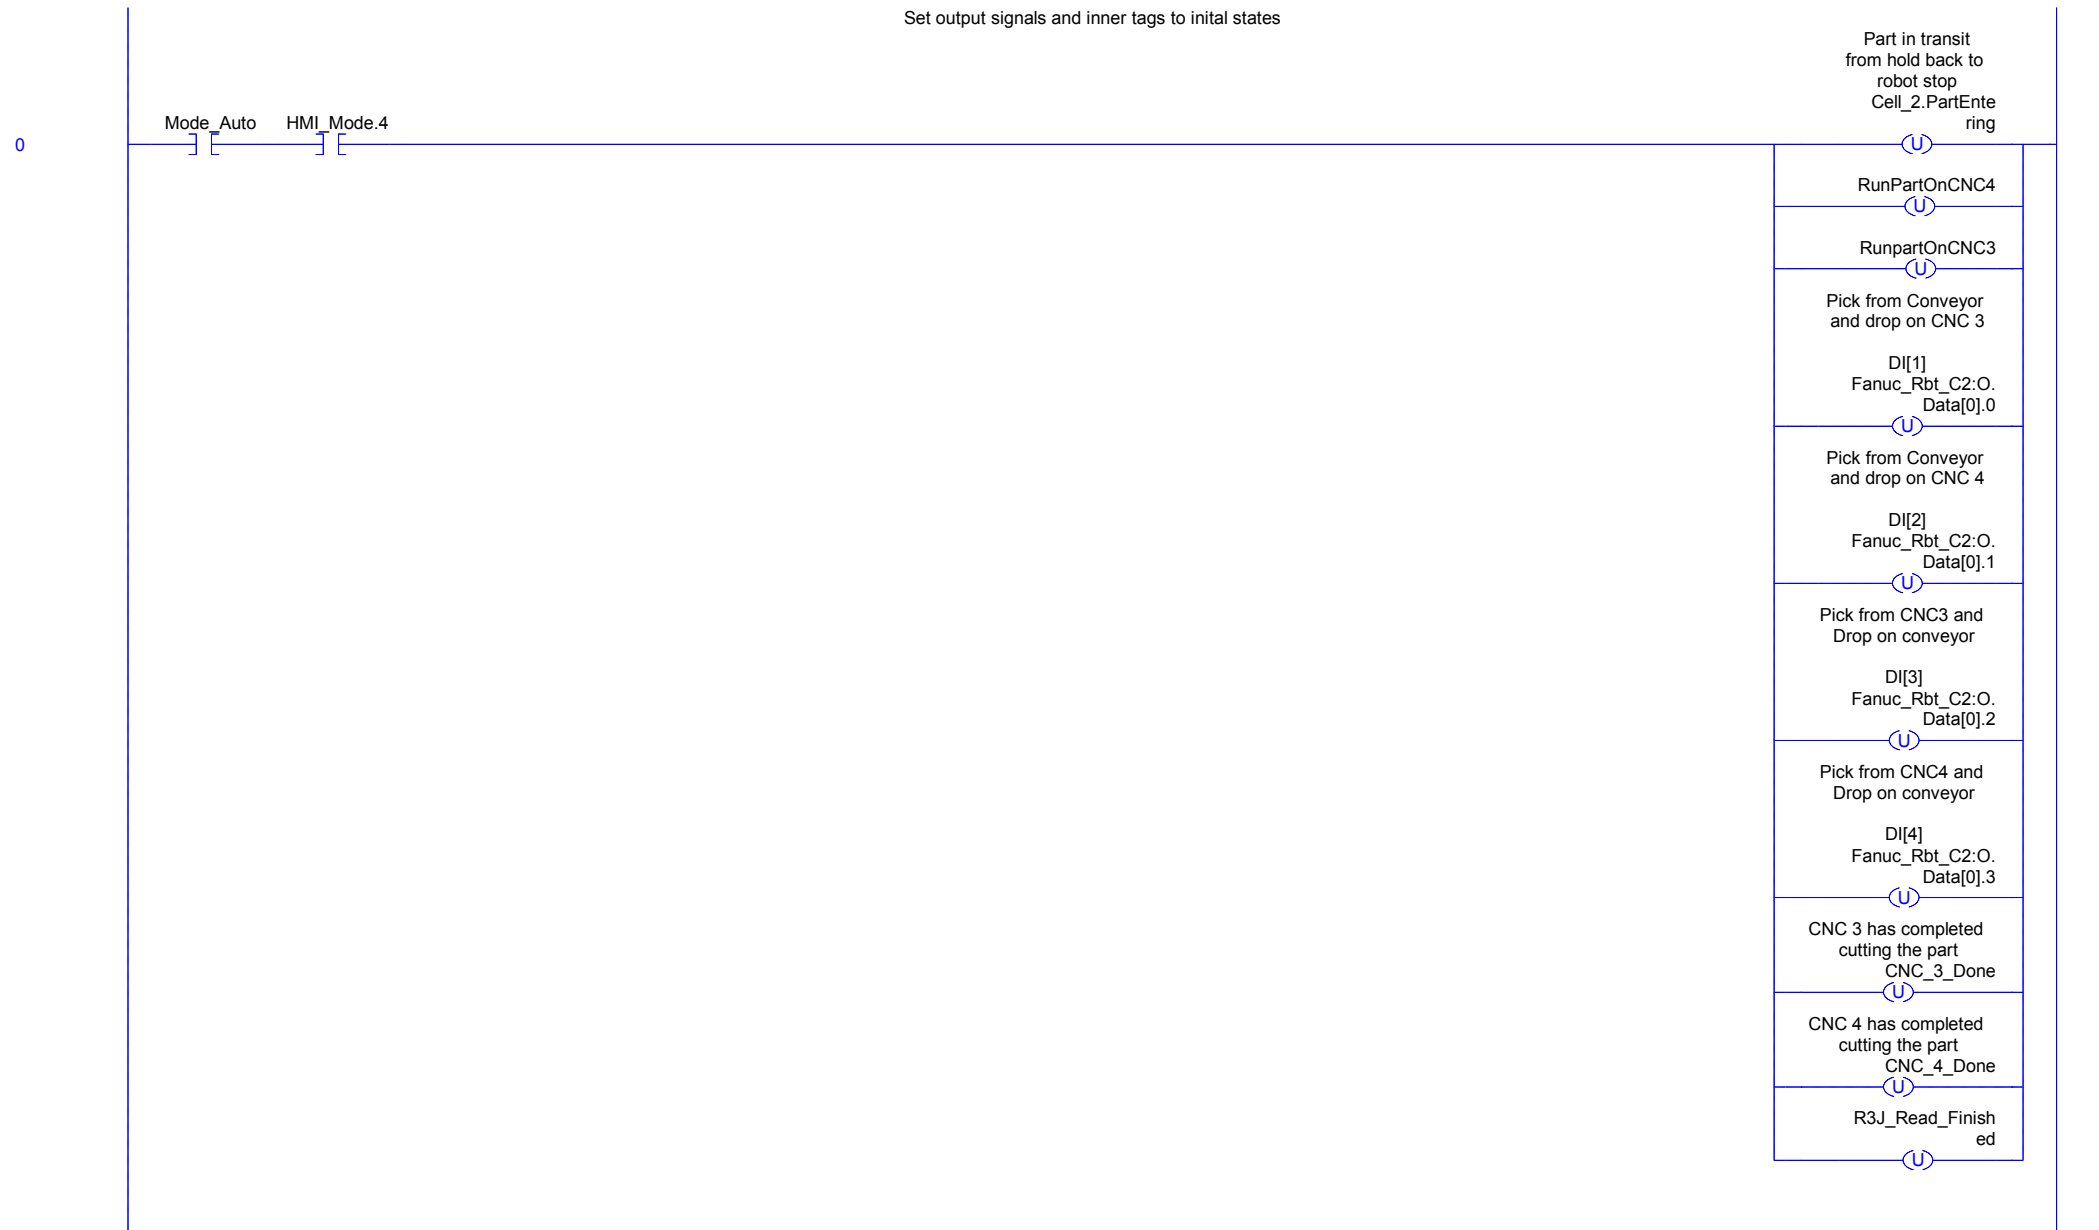 Set output signals and inner tags to inital states
Part in transit
from hold back to
robot stop
Cell_2.PartEnte
ring
Mode_Auto
HMI_Mode.4
0
U
RunPartOnCNC4
U
RunpartOnCNC3
U
Pick from Conveyor
and drop on CNC 3
DI[1]
Fanuc_Rbt_C2:O.
Data[0].0
U
Pick from Conveyor
and drop on CNC 4
DI[2]
Fanuc_Rbt_C2:O.
Data[0].1
U
Pick from CNC3 and
Drop on conveyor
DI[3]
Fanuc_Rbt_C2:O.
Data[0].2
U
Pick from CNC4 and
Drop on conveyor
DI[4]
Fanuc_Rbt_C2:O.
Data[0].3
U
CNC 3 has completed
cutting the part
CNC_3_Done
U
CNC 4 has completed
cutting the part
CNC_4_Done
U
R3J_Read_Finish
ed
U